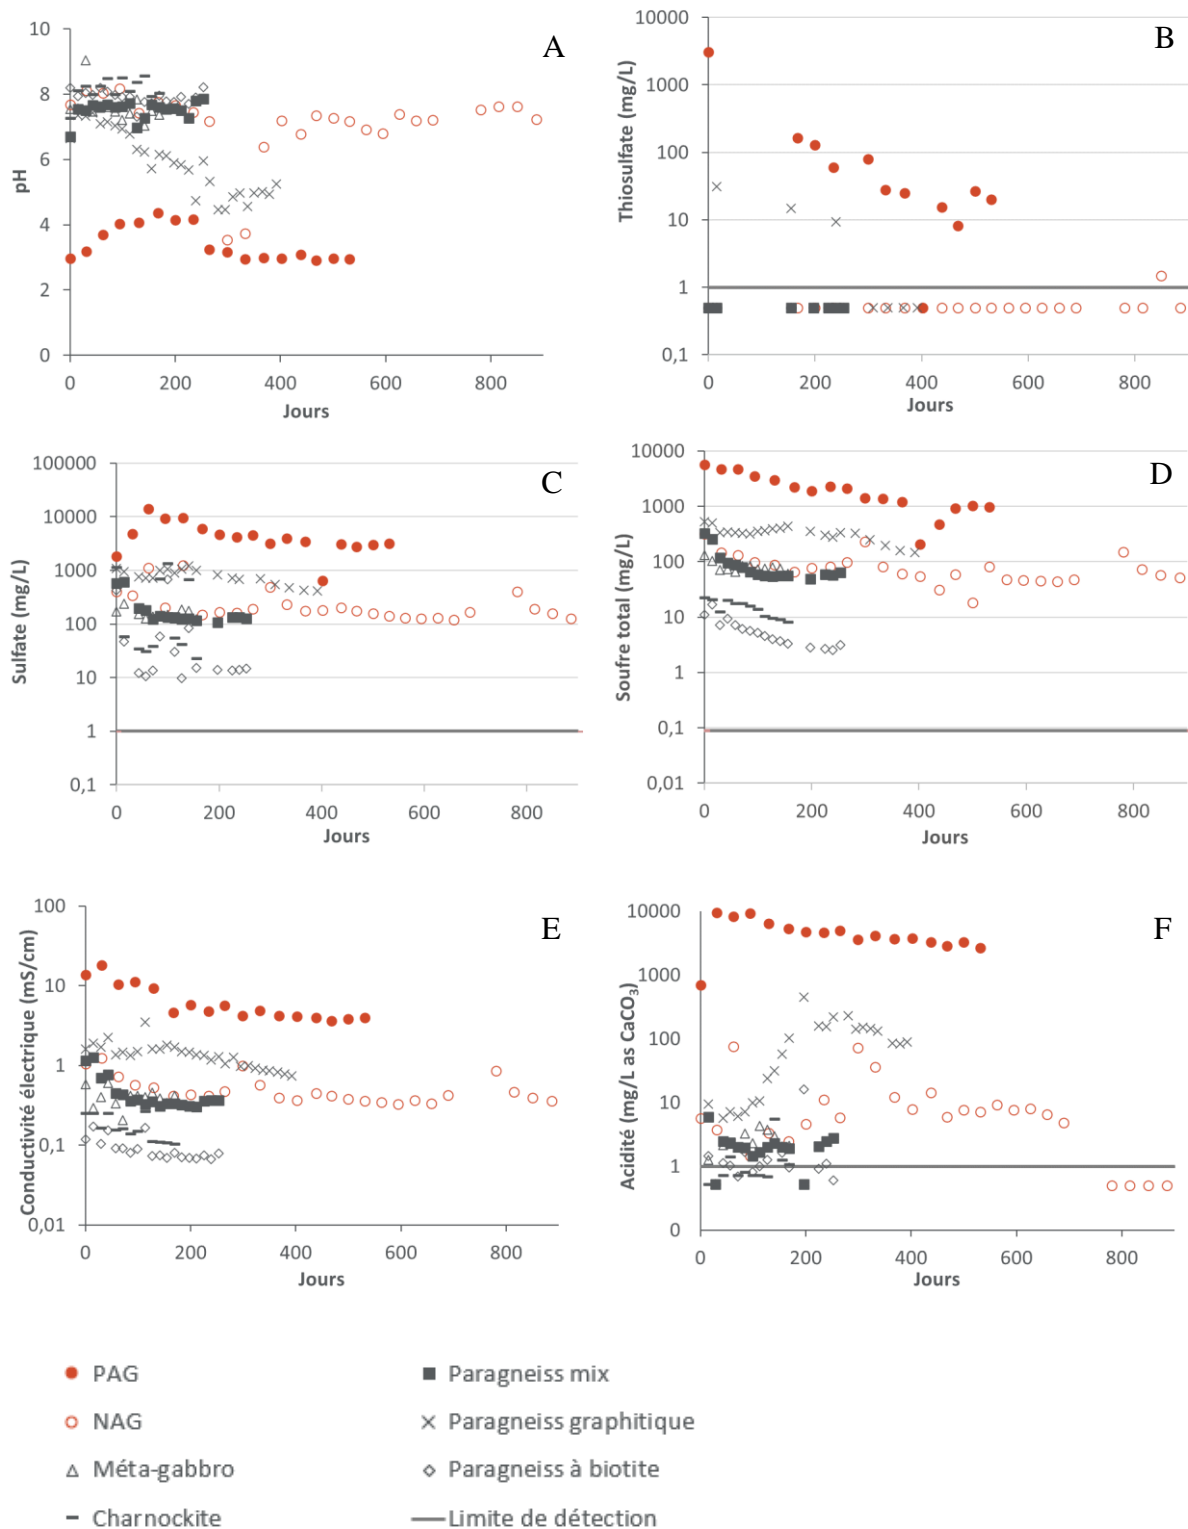 A
pH
10
8
6
4
2
0
0 200 400 600 800
Jours
B
Thiosulfate (mg/L)
10000
1000
100
10
1
0,1
0 200 400 600 800
Jours
C
Sulfate (mg/L)
100000
10000
1000
100
10
1
0,1
0 200 400 600 800
Jours
D
Soufre total (mg/L)
10000
1000
100
10
1
0,1
0,01
0 200 400 600 800
Jours
E
Conductivité électrique (mS/cm)
100
10
1
0,1
0,01
0 200 400 600 800
Jours
F
Acidité (mg/L as CaCO₃)
10000
1000
100
10
1
0
0 200 400 600 800
Jours
PAG
NAG
Méta-gabbro
Charnockite
Paragneiss mix
Paragneiss graphitique
Paragneiss à biotite
Limite de détection